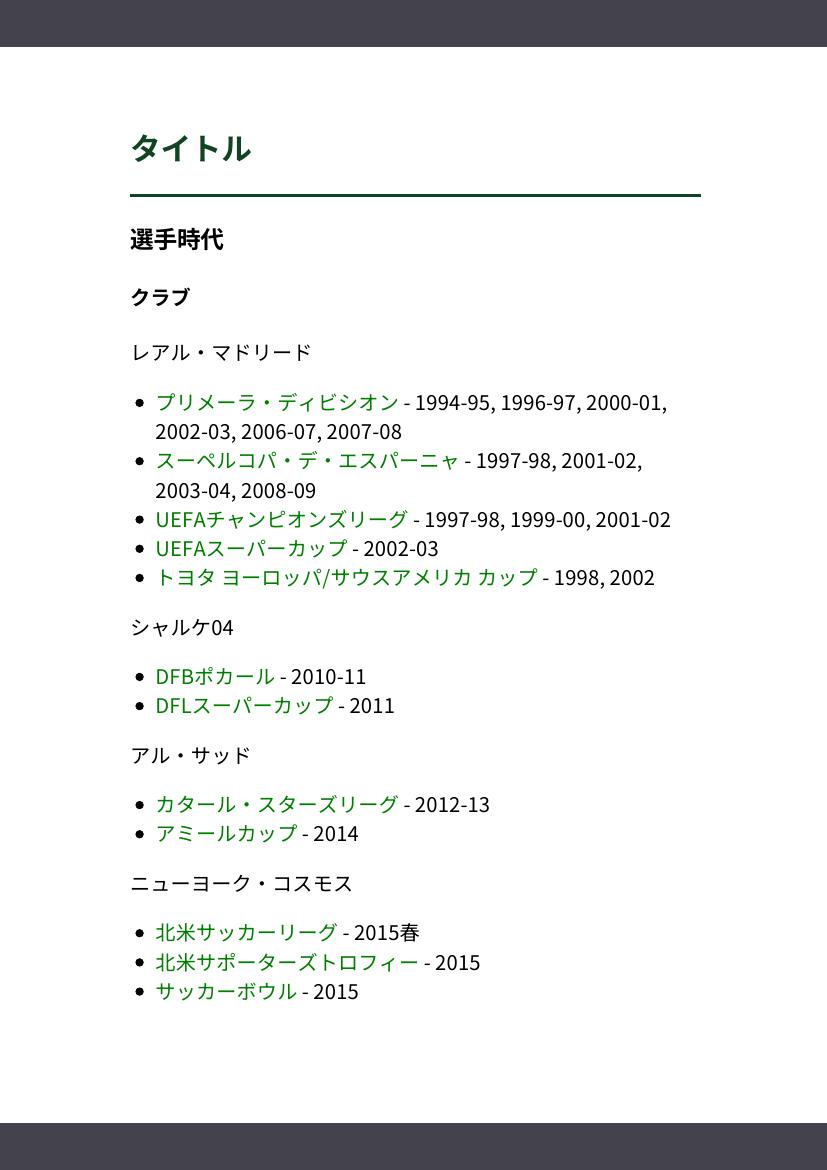 タイトル
選手時代
クラブ
レアル・マドリード
プリメーラ・ディビシオン - 1994-95, 1996-97, 2000-01,
2002-03, 2006-07, 2007-08
スーペルコパ・デ・エスパーニャ - 1997-98, 2001-02,
2003-04, 2008-09
UEFAチャンピオンズリーグ - 1997-98, 1999-00, 2001-02
UEFAスーパーカップ - 2002-03
トヨタ ヨーロッパ/サウスアメリカ カップ - 1998, 2002
シャルケ04
DFBポカール - 2010-11
DFLスーパーカップ - 2011
アル・サッド
カタール・スターズリーグ - 2012-13
アミールカップ - 2014
ニューヨーク・コスモス
北米サッカーリーグ - 2015春
北米サポーターズトロフィー - 2015
サッカーボウル - 2015